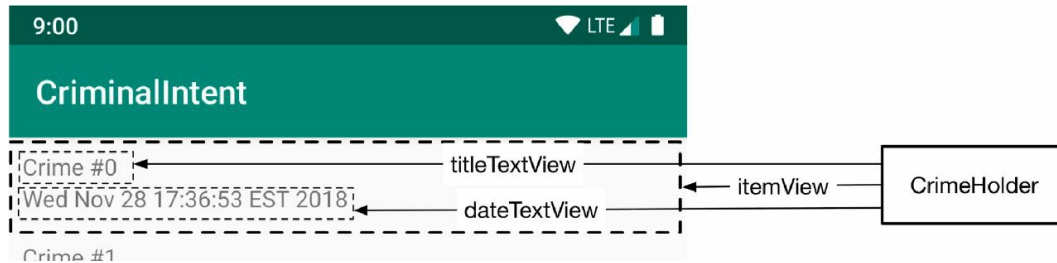 9:00 LTE
CriminalIntent
Crime #0 titleTextView
itemView CrimeHolder
Wed Nov 28 17:36:53 EST 2018 dateTextView
Crime #1